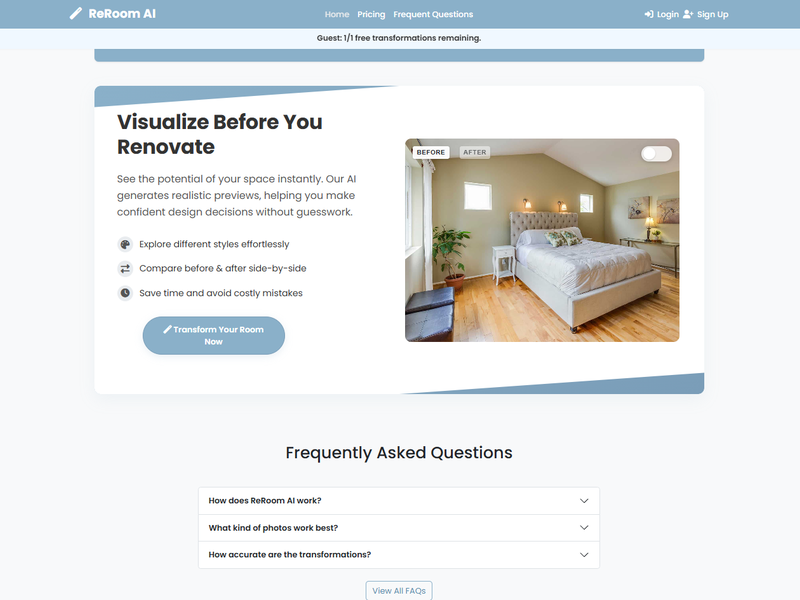 ReRoom AI
Home Pricing Frequent Questions
Login Sign Up
Guest: 1/1 free transformations remaining.
Visualize Before You
Renovate
See the potential of your space instantly. Our AI
generates realistic previews, helping you make
confident design decisions without guesswork.
Explore different styles effortlessly
Compare before & after side-by-side
Save time and avoid costly mistakes
Transform Your Room
Now
BEFORE AFTER
Frequently Asked Questions
How does ReRoom AI work?
What kind of photos work best?
How accurate are the transformations?
View All FAQs